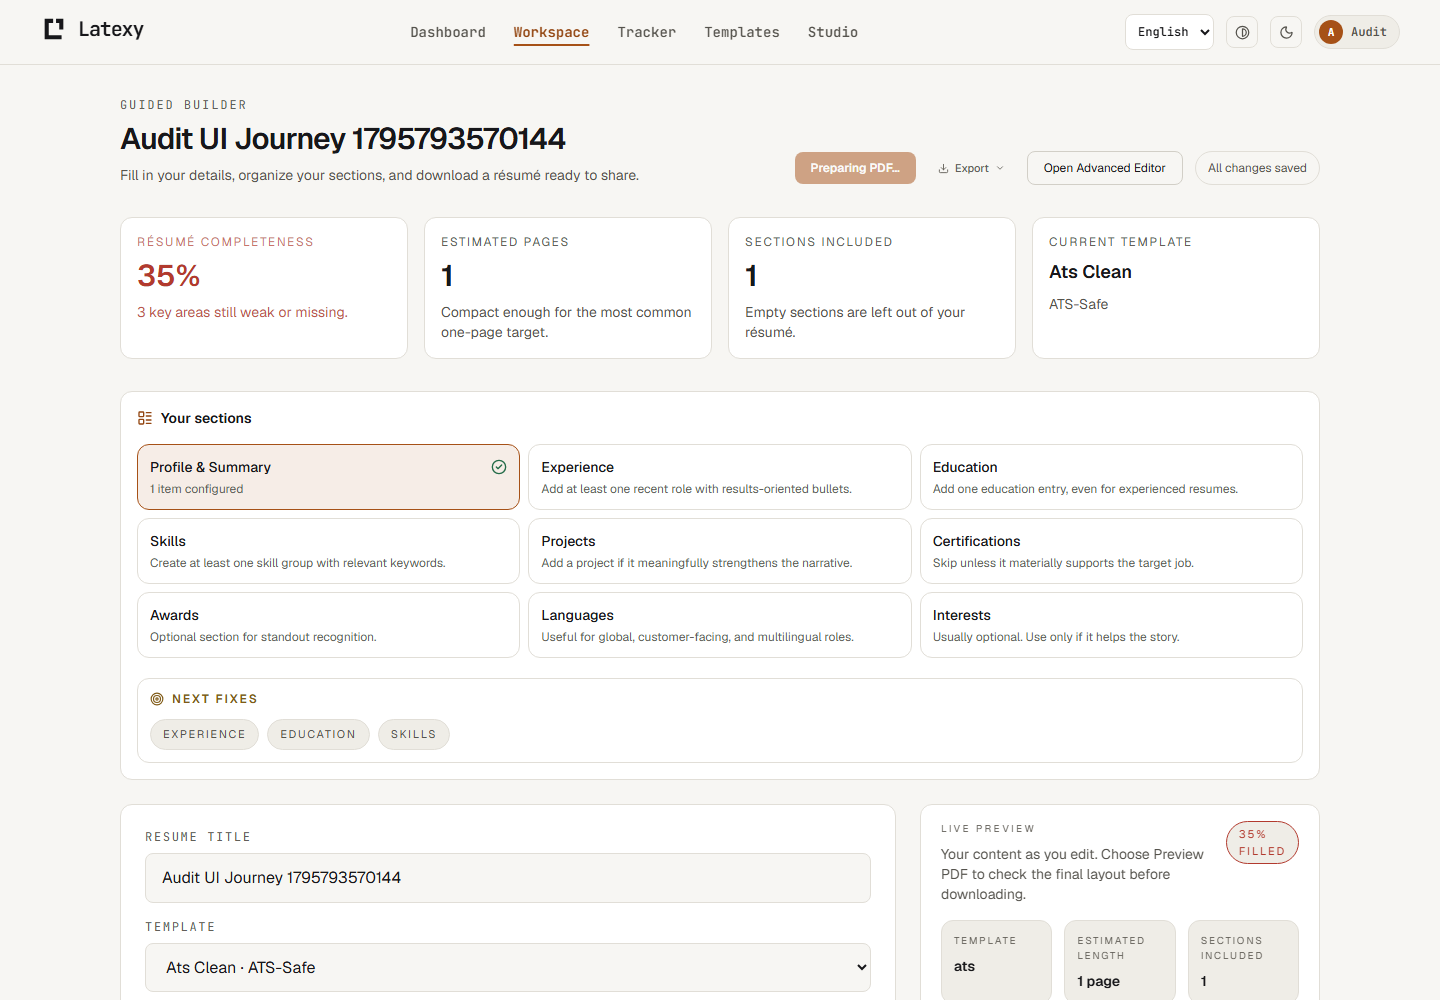 Latexy
Dashboard
Workspace
Tracker
Templates
Studio
English
A
Audit
GUIDED BUILDER
Audit UI Journey 1795793570144
Fill in your details, organize your sections, and download a résumé ready to share.
Preparing PDF...
Export
Open Advanced Editor
All changes saved
RÉSUMÉ COMPLETENESS
35%
3 key areas still weak or missing.
ESTIMATED PAGES
1
Compact enough for the most common
one-page target.
SECTIONS INCLUDED
1
Empty sections are left out of your
résumé.
CURRENT TEMPLATE
Ats Clean
ATS-Safe
Your sections
Profile & Summary
1 item configured
Experience
Add at least one recent role with results-oriented bullets.
Education
Add one education entry, even for experienced resumes.
Skills
Create at least one skill group with relevant keywords.
Projects
Add a project if it meaningfully strengthens the narrative.
Certifications
Skip unless it materially supports the target job.
Awards
Optional section for standout recognition.
Languages
Useful for global, customer-facing, and multilingual roles.
Interests
Usually optional. Use only if it helps the story.
NEXT FIXES
EXPERIENCE
EDUCATION
SKILLS
RESUME TITLE
Audit UI Journey 1795793570144
TEMPLATE
Ats Clean · ATS-Safe
LIVE PREVIEW
Your content as you edit. Choose Preview
PDF to check the final layout before
downloading.
35%
FILLED
TEMPLATE
ats
ESTIMATED
LENGTH
1 page
SECTIONS
INCLUDED
1